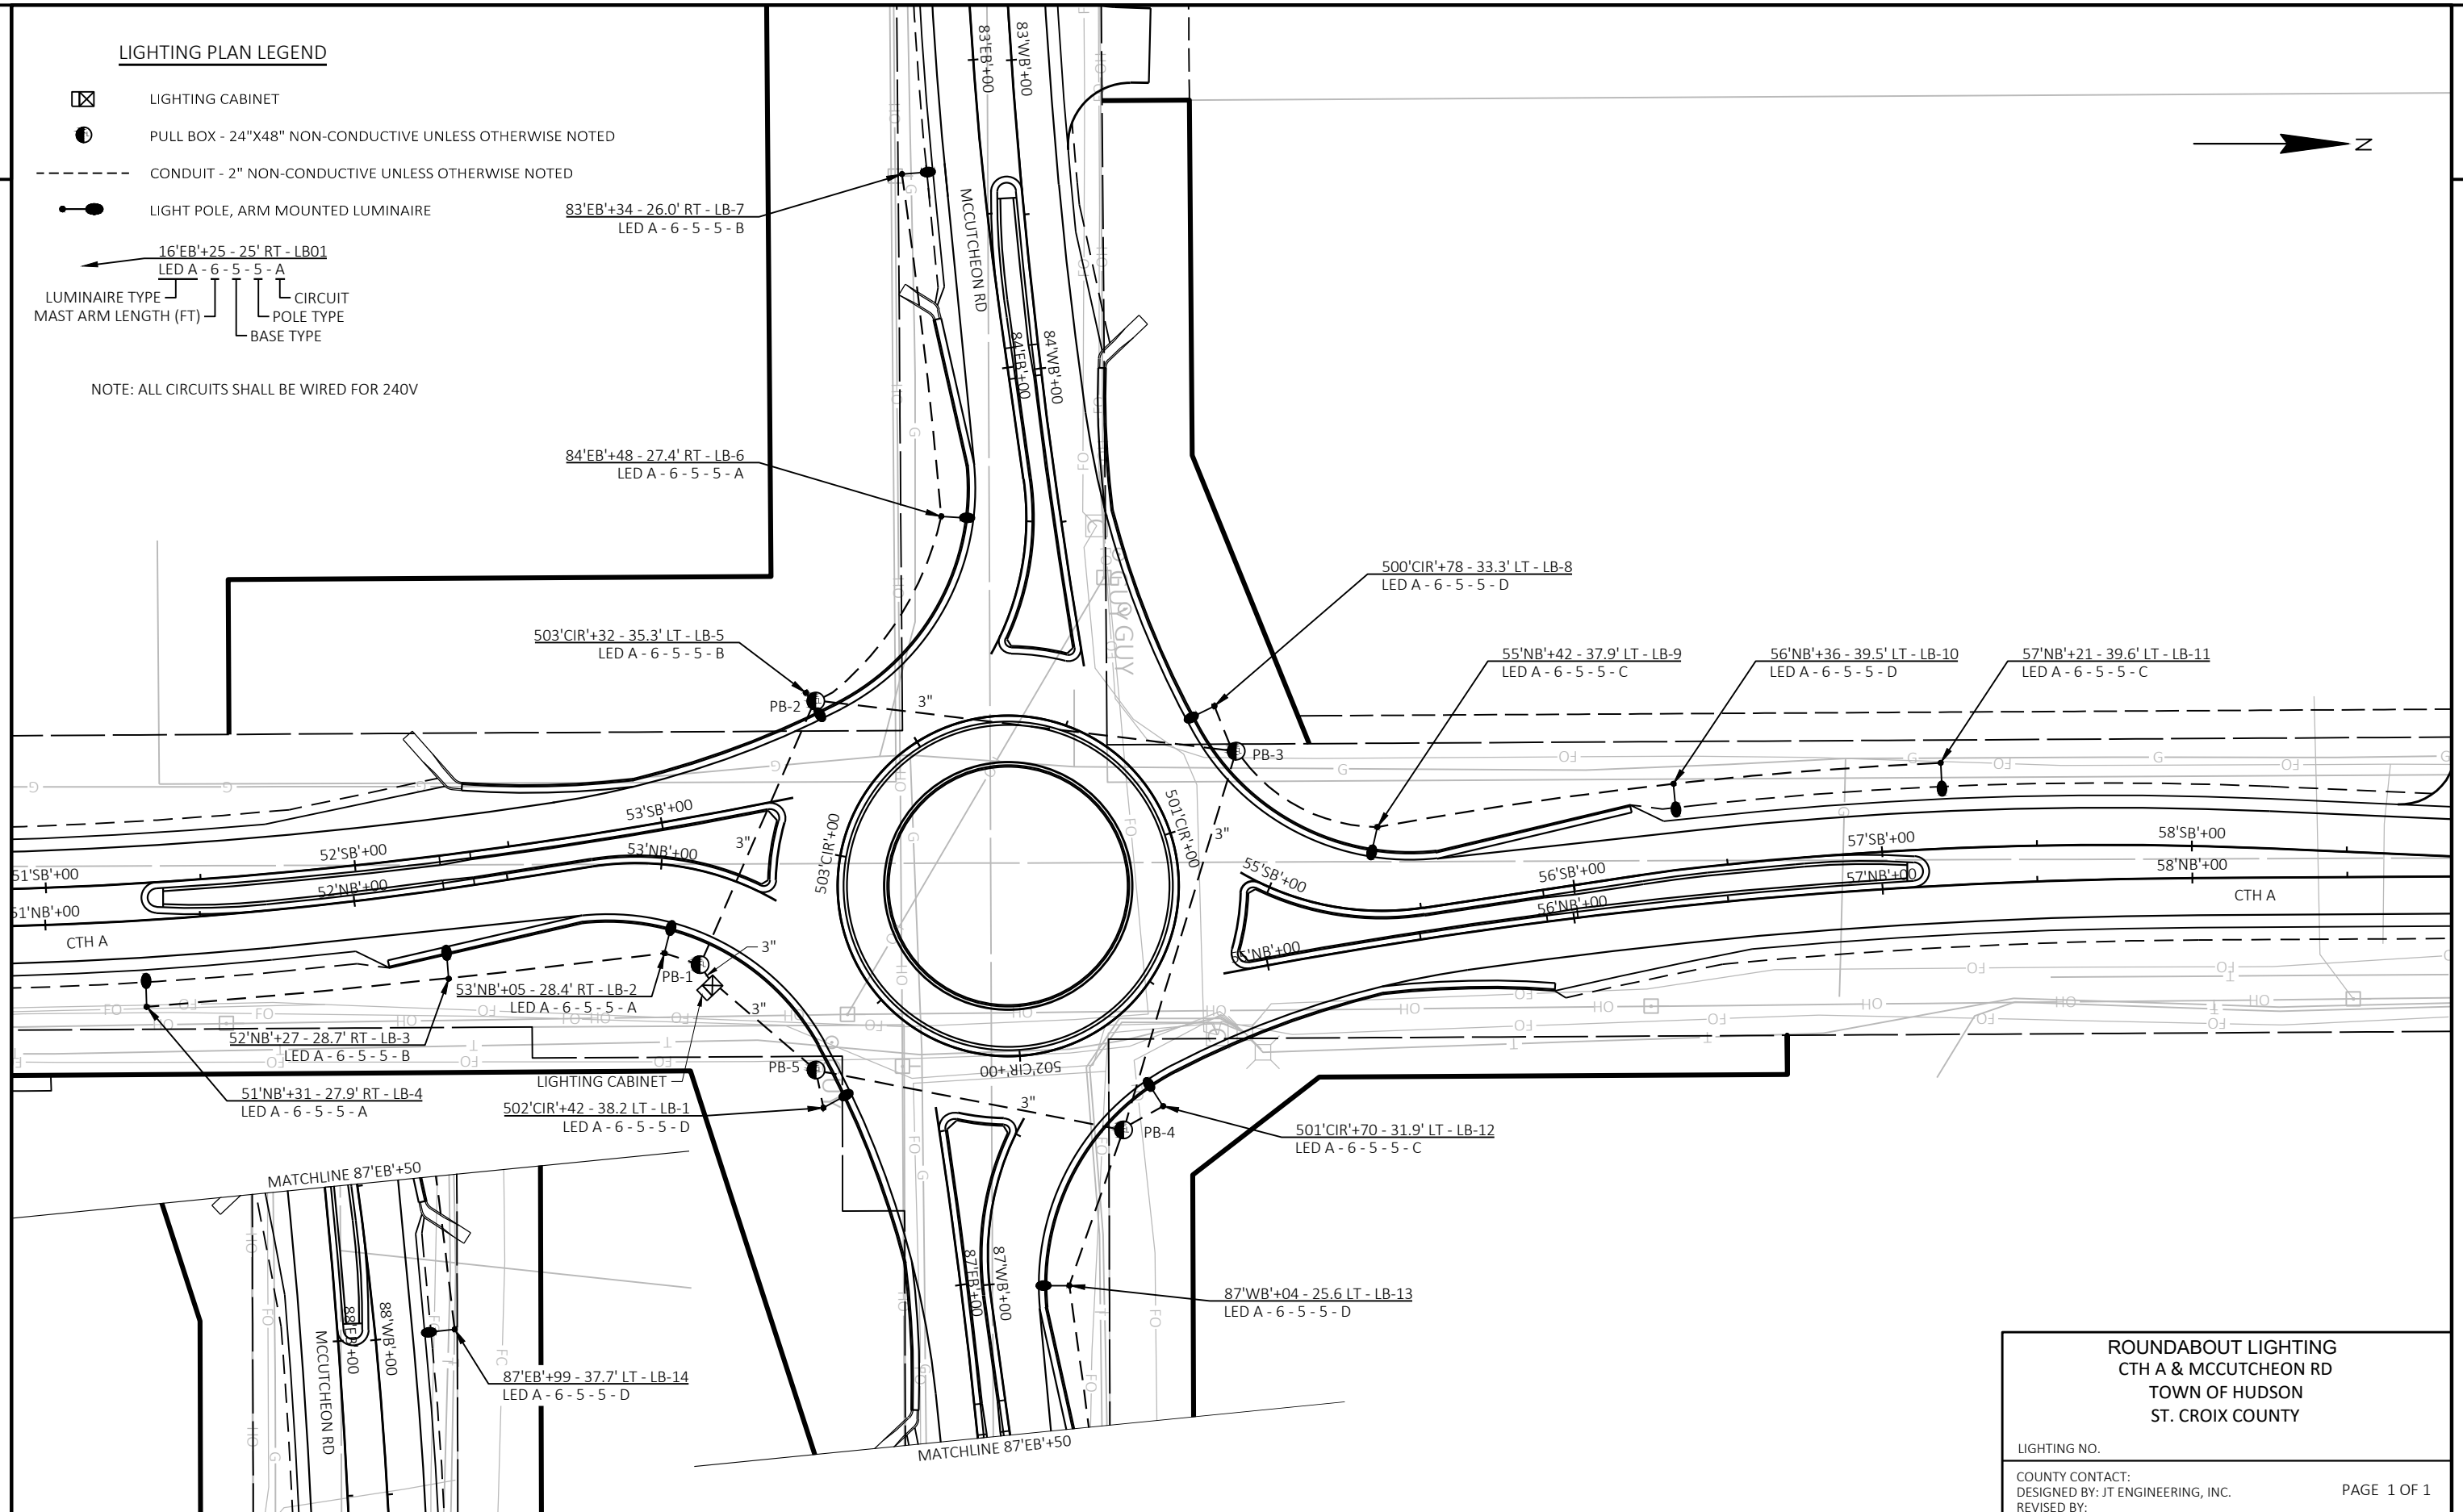 LIGHTING PLAN LEGEND
LIGHTING CABINET
PULL BOX - 24"X48" NON-CONDUCTIVE UNLESS OTHERWISE NOTED
CONDUIT - 2" NON-CONDUCTIVE UNLESS OTHERWISE NOTED
LIGHT POLE, ARM MOUNTED LUMINAIRE
16'EB'+25 - 25' RT - LB01
LED A - 6 - 5 - 5 - A
LUMINAIRE TYPE
CIRCUIT
MAST ARM LENGTH (FT)
POLE TYPE
BASE TYPE
NOTE: ALL CIRCUITS SHALL BE WIRED FOR 240V
83'EB'+00
83'WB'+00
N
83'EB'+34 - 26.0' RT - LB-7
LED A - 6 - 5 - 5 - B
MCCUTCHEON RD
84'EB'+00
84'WB'+00
84'EB'+48 - 27.4' RT - LB-6
LED A - 6 - 5 - 5 - A
500'CIR'+78 - 33.3' LT - LB-8
LED A - 6 - 5 - 5 - D
GUY
GUY
503'CIR'+32 - 35.3' LT - LB-5
LED A - 6 - 5 - 5 - B
55'NB'+42 - 37.9' LT - LB-9
LED A - 6 - 5 - 5 - C
56'NB'+36 - 39.5' LT - LB-10
LED A - 6 - 5 - 5 - D
57'NB'+21 - 39.6' LT - LB-11
LED A - 6 - 5 - 5 - C
PB-2
3"
PB-3
53'SB'+00
503'CIR'+00
501'CIR'+00
3"
3"
52'SB'+00
53'NB'+00
51'SB'+00
52'NB'+00
51'NB'+00
CTH A
55'SB'+00
56'SB'+00
57'SB'+00
58'SB'+00
55'NB'+00
56'NB'+00
57'NB'+00
58'NB'+00
CTH A
3"
PB-1
53'NB'+05 - 28.4' RT - LB-2
LED A - 6 - 5 - 5 - A
3"
52'NB'+27 - 28.7' RT - LB-3
LED A - 6 - 5 - 5 - B
PB-5
502'CIR'+00
LIGHTING CABINET
51'NB'+31 - 27.9' RT - LB-4
LED A - 6 - 5 - 5 - A
502'CIR'+42 - 38.2 LT - LB-1
LED A - 6 - 5 - 5 - D
3"
PB-4
501'CIR'+70 - 31.9' LT - LB-12
LED A - 6 - 5 - 5 - C
MATCHLINE 87'EB'+50
87'EB'+00
87'WB'+00
87'WB'+04 - 25.6 LT - LB-13
LED A - 6 - 5 - 5 - D
MCCUTCHEON RD
88'EB'+00
88'WB'+00
87'EB'+99 - 37.7' LT - LB-14
LED A - 6 - 5 - 5 - D
MATCHLINE 87'EB'+50
ROUNDABOUT LIGHTING
CTH A & MCCUTCHEON RD
TOWN OF HUDSON
ST. CROIX COUNTY
LIGHTING NO.
COUNTY CONTACT:
DESIGNED BY: JT ENGINEERING, INC.
PAGE 1 OF 1
REVISED BY: